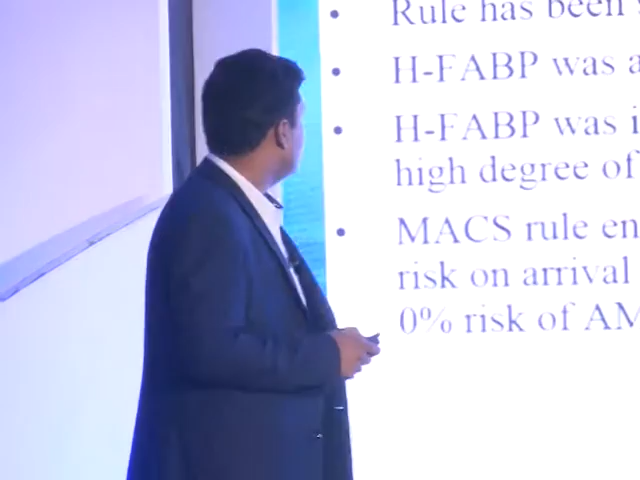 Rule has been
H-FABP was
H-FABP was
high degree of
MACS rule en
risk on arrival
0% risk of AM